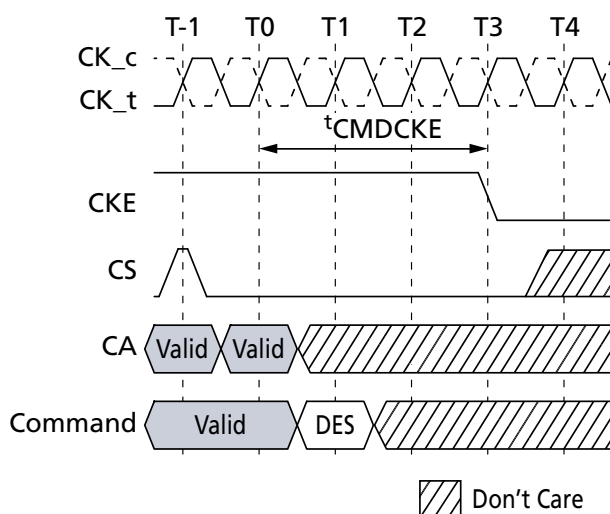 T-1 T0 T1 T2 T3 T4
CK_c
CK_t
tCMDCKE
CKE
CS
CA Valid Valid
Command Valid DES
Don't Care